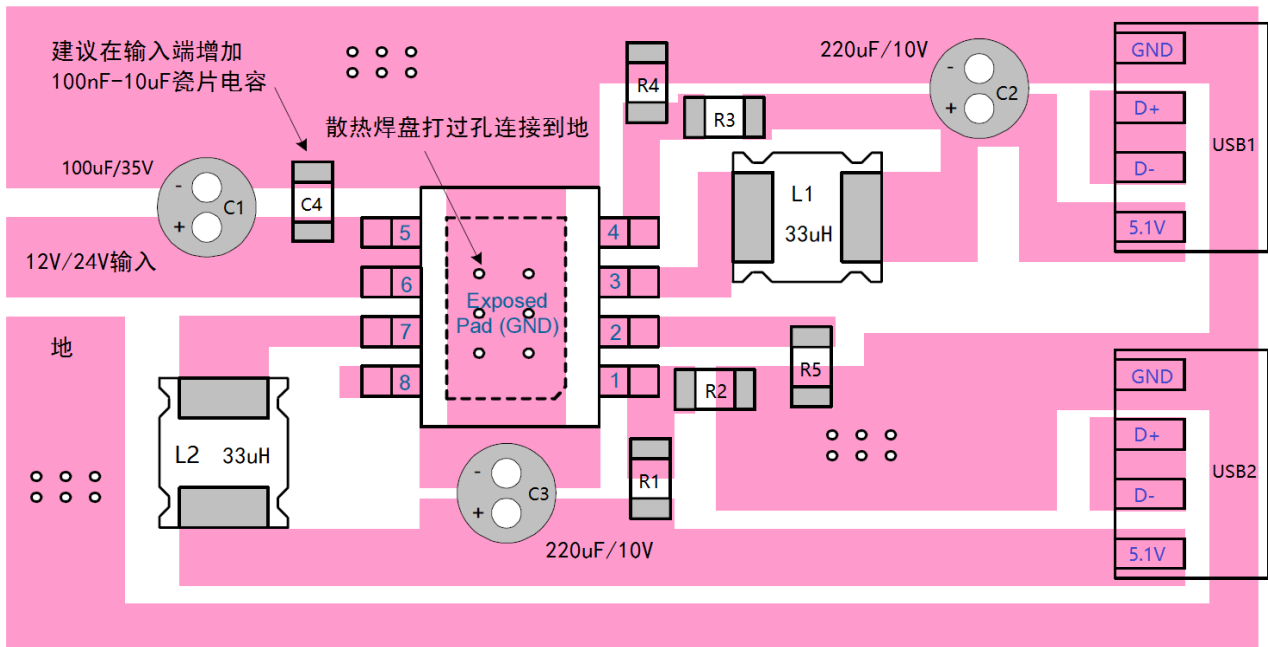 建议在输入端增加
100nF-10uF瓷片电容
220uF/10V
-
+
C2
R4
R3
GND
D+
D-
5.1V
USB1
散热焊盘打过孔连接到地
100uF/35V
-
+
C1
C4
12V/24V输入
L1
33uH
5
6
7
8
4
3
2
1
Exposed
Pad (GND)
地
R5
R2
GND
D+
D-
5.1V
USB2
L2
33uH
-
+
C3
R1
220uF/10V